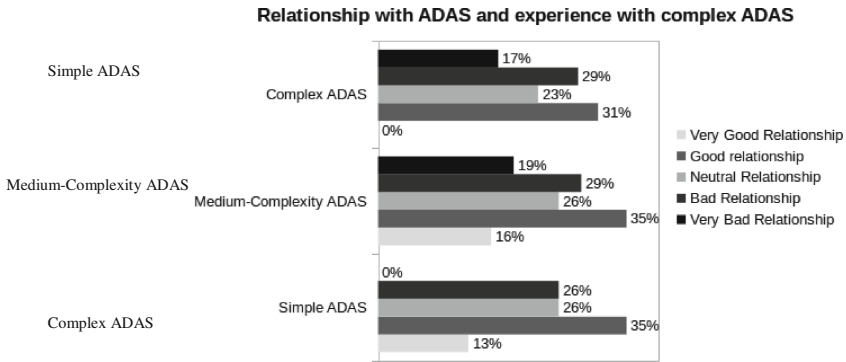 Relationship with ADAS and experience with complex ADAS
Simple ADAS
Complex ADAS
17%
29%
23%
31%
0%
Medium-Complexity ADAS
Medium-Complexity ADAS
19%
29%
26%
35%
16%
Complex ADAS
Simple ADAS
0%
26%
26%
35%
13%
Very Good Relationship
Good relationship
Neutral Relationship
Bad Relationship
Very Bad Relationship